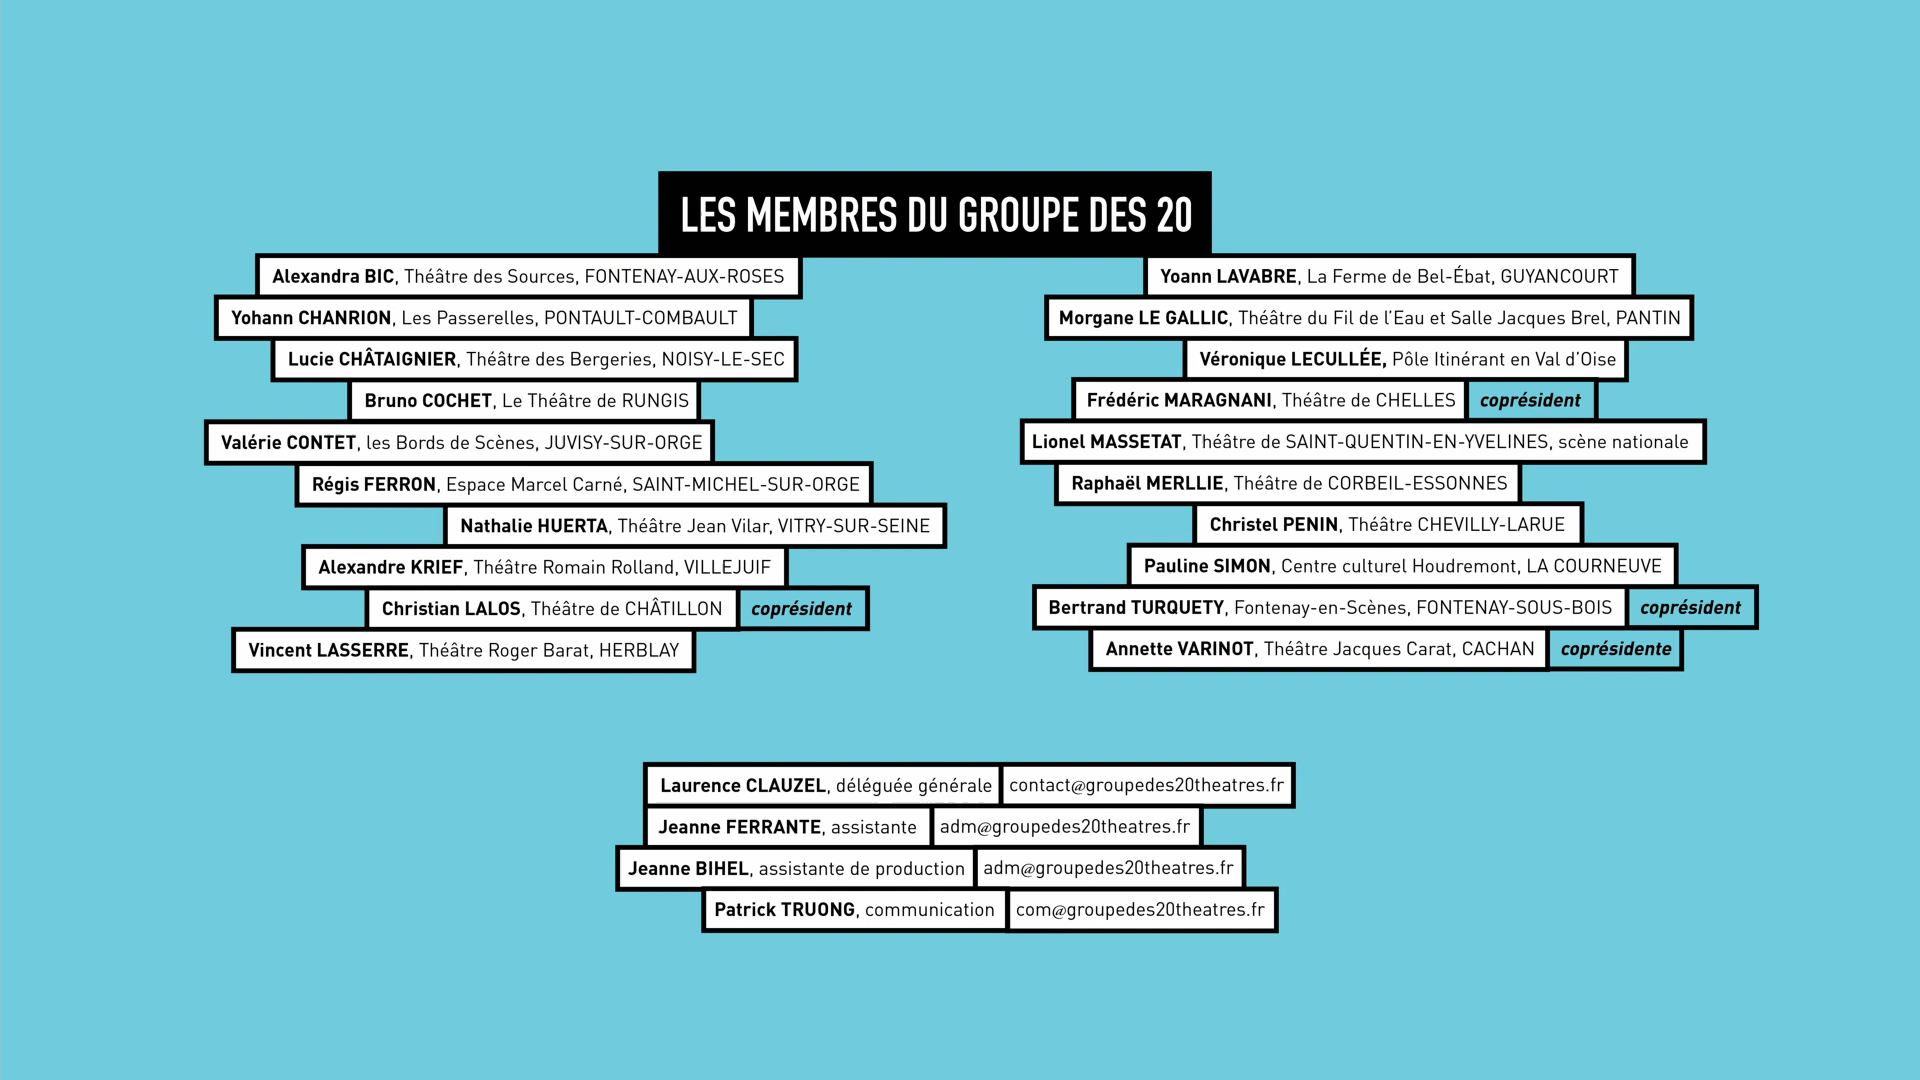 LES MEMBRES DU GROUPE DES 20
Alexandra BIC, Théâtre des Sources, FONTENAY-AUX-ROSES
Yohann CHANRION, Les Passerelles, PONTAULT-COMBAULT
Lucie CHÂTAIGNIER, Théâtre des Bergeries, NOISY-LE-SEC
Bruno COCHET, Le Théâtre de RUNGIS
Valérie CONTET, les Bords de Scènes, JUVISY-SUR-ORGE
Régis FERRON, Espace Marcel Carné, SAINT-MICHEL-SUR-ORGE
Nathalie HUERTA, Théâtre Jean Vilar, VITRY-SUR-SEINE
Alexandre KRIEF, Théâtre Romain Rolland, VILLEJUIF
Christian LALOS, Théâtre de CHÂTILLON coprésident
Vincent LASSERRE, Théâtre Roger Barat, HERBLAY
Yoann LAVABRE, La Ferme de Bel-Ébat, GUYANCOURT
Morgane LE GALLIC, Théâtre du Fil de l’Eau et Salle Jacques Brel, PANTIN
Véronique LECULLÉE, Pôle Itinérant en Val d’Oise
Frédéric MARAGNANI, Théâtre de CHELLES coprésident
Lionel MASSETAT, Théâtre de SAINT-QUENTIN-EN-YVELINES, scène nationale
Raphaël MERLLIE, Théâtre de CORBEIL-ESSONNES
Christel PENIN, Théâtre CHEVILLY-LARUE
Pauline SIMON, Centre culturel Houdremont, LA COURNEUVE
Bertrand TURQUETY, Fontenay-en-Scènes, FONTENAY-SOUS-BOIS coprésident
Annette VARINOT, Théâtre Jacques Carat, CACHAN coprésidente
Laurence CLAUZEL, déléguée générale contact@groupedes20theatres.fr
Jeanne FERRANTE, assistante adm@groupedes20theatres.fr
Jeanne BIHEL, assistante de production adm@groupedes20theatres.fr
Patrick TRUONG, communication com@groupedes20theatres.fr